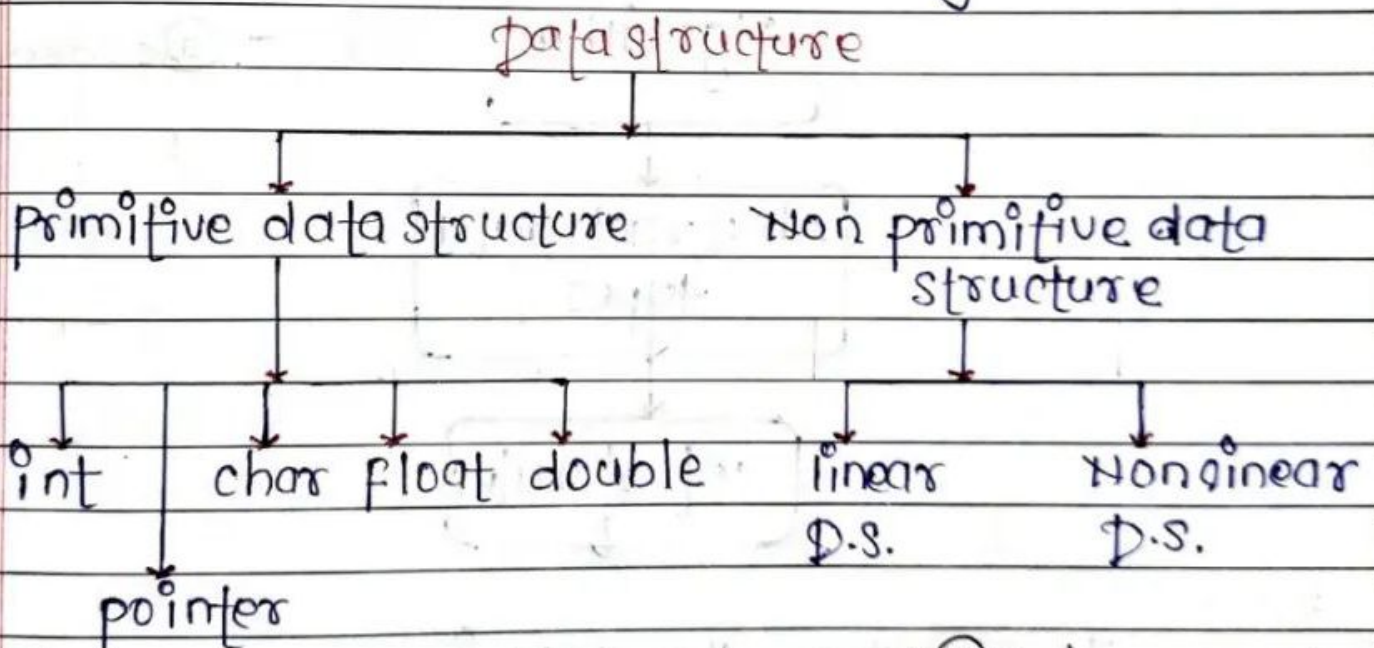 Data structure
primitive data structure Non primitive data
structure
int char float double linear Nonlinear
D.S. D.S.
pointer